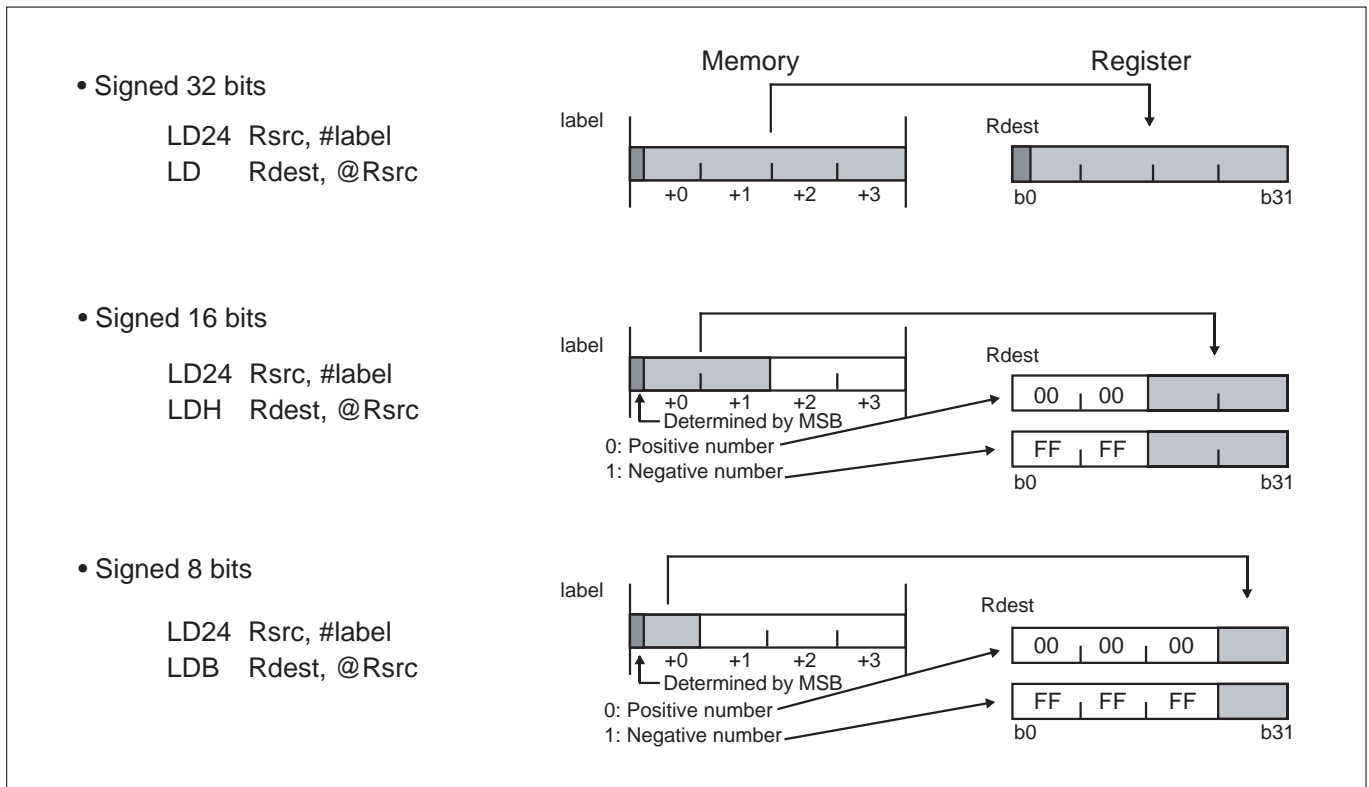 Memory Register
• Signed 32 bits
LD24 Rsrc, #label
LD Rdest, @Rsrc
label
+0 +1 +2 +3
Rdest
b0 b31
• Signed 16 bits
LD24 Rsrc, #label
LDH Rdest, @Rsrc
label
+0 +1 +2 +3
Determined by MSB
0: Positive number
1: Negative number
Rdest
00 00
FF FF
b0 b31
• Signed 8 bits
LD24 Rsrc, #label
LDB Rdest, @Rsrc
label
+0 +1 +2 +3
Determined by MSB
0: Positive number
1: Negative number
Rdest
00 00 00
FF FF FF
b0 b31